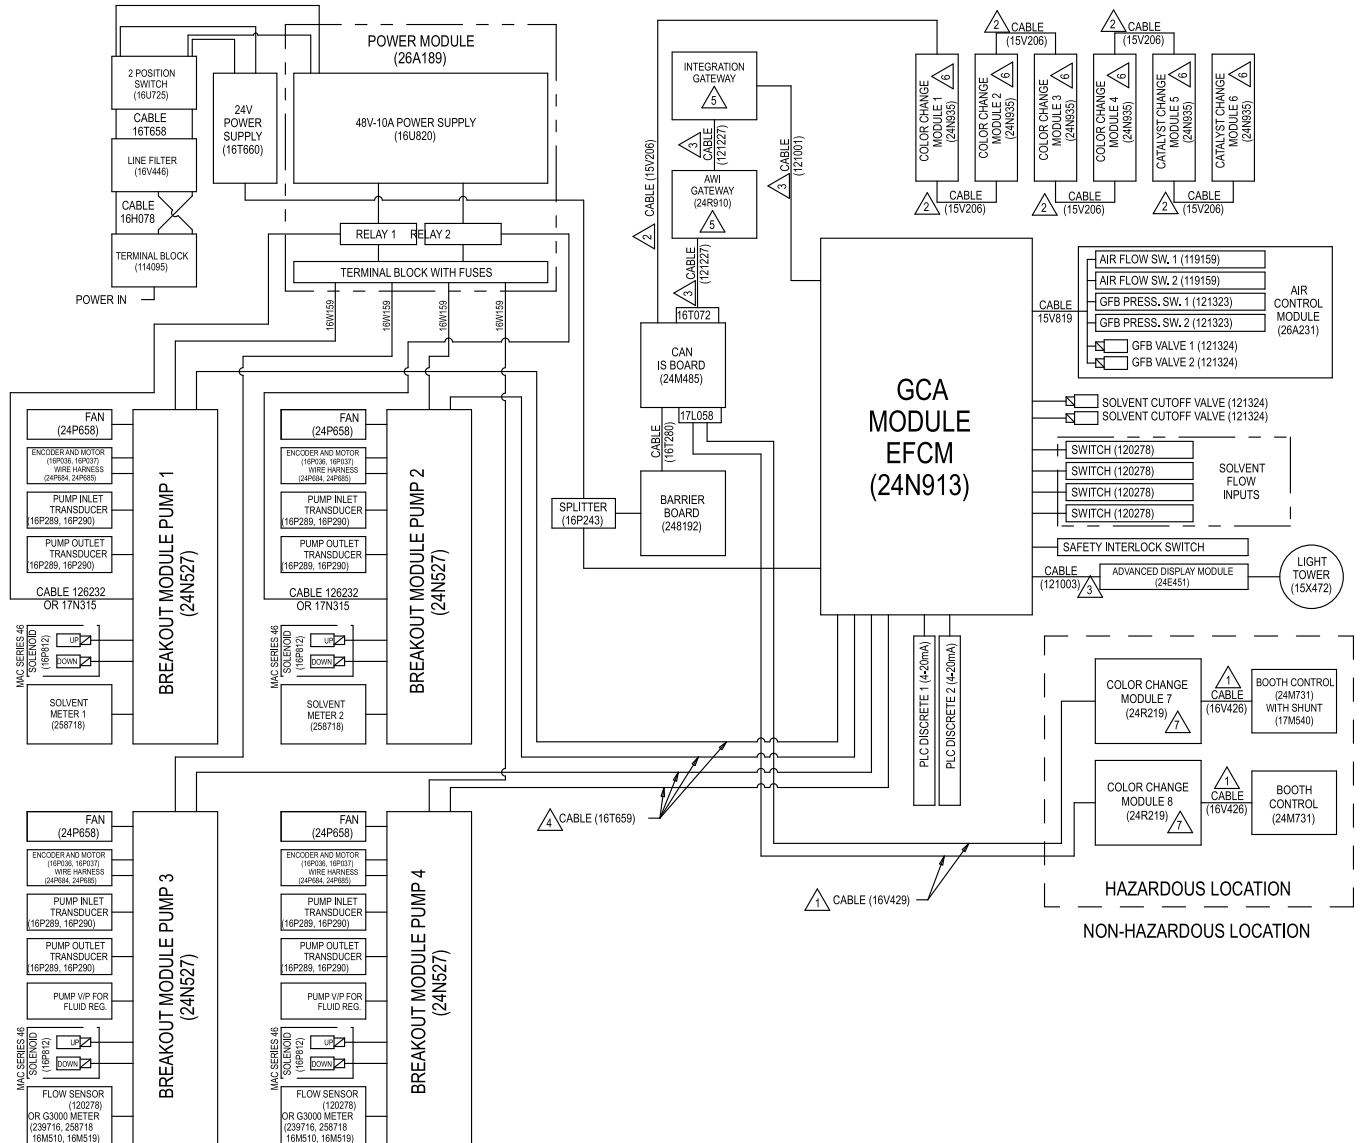 POWER MODULE
(26A189)
2 POSITION
SWITCH
(16U725)
CABLE
16T658
LINE FILTER
(16V446)
CABLE
16H078
TERMINAL BLOCK
(114095)
POWER IN
24V
POWER
SUPPLY
(16T660)
48V-10A POWER SUPPLY
(16U820)
RELAY 1
RELAY 2
TERMINAL BLOCK WITH FUSES
16W159
16W159
16W159
16W159
INTEGRATION
GATEWAY
5
3
CABLE
(121227)
AWI
GATEWAY
(24R910)
5
3
CABLE
(121227)
2
CABLE (15V206)
3
CABLE
(121001)
16T072
CAN
IS BOARD
(24M485)
17L058
CABLE
(16T280)
BARRIER
BOARD
(248192)
SPLITTER
(16P243)
2
CABLE
(15V206)
2
CABLE
(15V206)
COLOR CHANGE
MODULE 1
(24N935)
6
COLOR CHANGE
MODULE 2
(24N935)
6
COLOR CHANGE
MODULE 3
(24N935)
6
COLOR CHANGE
MODULE 4
(24N935)
6
CATALYST CHANGE
MODULE 5
(24N935)
6
CATALYST CHANGE
MODULE 6
(24N935)
6
2
CABLE
(15V206)
2
CABLE
(15V206)
2
CABLE
(15V206)
GCA
MODULE
EFCM
(24N913)
CABLE
15V819
AIR FLOW SW. 1 (119159)
AIR FLOW SW. 2 (119159)
GFB PRESS. SW. 1 (121323)
GFB PRESS. SW. 2 (121323)
GFB VALVE 1 (121324)
GFB VALVE 2 (121324)
AIR
CONTROL
MODULE
(26A231)
SOLVENT CUTOFF VALVE (121324)
SOLVENT CUTOFF VALVE (121324)
SWITCH (120278)
SWITCH (120278)
SWITCH (120278)
SWITCH (120278)
SOLVENT
FLOW
INPUTS
SAFETY INTERLOCK SWITCH
CABLE
(121003)
3
ADVANCED DISPLAY MODULE
(24E451)
LIGHT
TOWER
(15X472)
PLC DISCRETE 1 (4-20mA)
PLC DISCRETE 2 (4-20mA)
COLOR CHANGE
MODULE 7
(24R219)
7
1
CABLE
(16V426)
BOOTH CONTROL
(24M731)
WITH SHUNT
(17M540)
COLOR CHANGE
MODULE 8
(24R219)
7
1
CABLE
(16V426)
BOOTH
CONTROL
(24M731)
HAZARDOUS LOCATION
NON-HAZARDOUS LOCATION
4
CABLE (16T659)
1
CABLE (16V429)
FAN
(24P658)
ENCODER AND MOTOR
(16P036, 16P037)
WIRE HARNESS
(24P684, 24P685)
PUMP INLET
TRANSDUCER
(16P289, 16P290)
PUMP OUTLET
TRANSDUCER
(16P289, 16P290)
CABLE 126232
OR 17N315
MAC SERIES 46
SOLENOID
(16P812)
UP
DOWN
SOLVENT
METER 1
(258718)
BREAKOUT MODULE PUMP 1
(24N527)
FAN
(24P658)
ENCODER AND MOTOR
(16P036, 16P037)
WIRE HARNESS
(24P684, 24P685)
PUMP INLET
TRANSDUCER
(16P289, 16P290)
PUMP OUTLET
TRANSDUCER
(16P289, 16P290)
CABLE 126232
OR 17N315
MAC SERIES 46
SOLENOID
(16P812)
UP
DOWN
SOLVENT
METER 2
(258718)
BREAKOUT MODULE PUMP 2
(24N527)
FAN
(24P658)
ENCODER AND MOTOR
(16P036, 16P037)
WIRE HARNESS
(24P684, 24P685)
PUMP INLET
TRANSDUCER
(16P289, 16P290)
PUMP OUTLET
TRANSDUCER
(16P289, 16P290)
PUMP V/P FOR
FLUID REG.
MAC SERIES 46
SOLENOID
(16P812)
UP
DOWN
FLOW SENSOR
(120278)
OR G3000 METER
(239716, 258718
16M510, 16M519)
BREAKOUT MODULE PUMP 3
(24N527)
FAN
(24P658)
ENCODER AND MOTOR
(16P036, 16P037)
WIRE HARNESS
(24P684, 24P685)
PUMP INLET
TRANSDUCER
(16P289, 16P290)
PUMP OUTLET
TRANSDUCER
(16P289, 16P290)
PUMP V/P FOR
FLUID REG.
MAC SERIES 46
SOLENOID
(16P812)
UP
DOWN
FLOW SENSOR
(120278)
OR G3000 METER
(239716, 258718
16M510, 16M519)
BREAKOUT MODULE PUMP 4
(24N527)